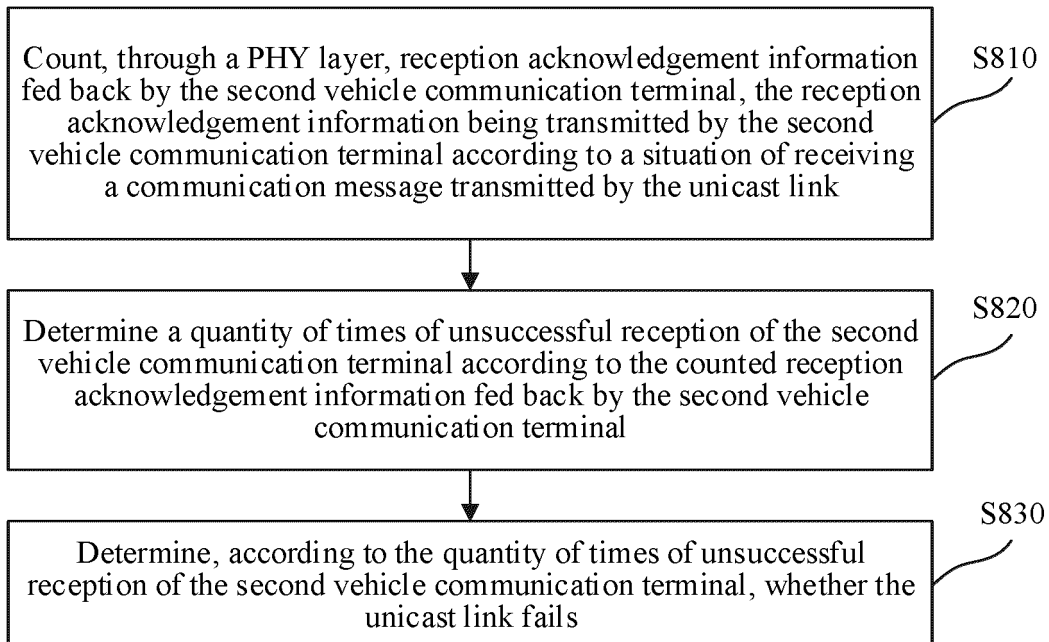 Count, through a PHY layer, reception acknowledgement information
fed back by the second vehicle communication terminal, the reception
acknowledgement information being transmitted by the second
vehicle communication terminal according to a situation of receiving
a communication message transmitted by the unicast link
S810
Determine a quantity of times of unsuccessful reception of the second
vehicle communication terminal according to the counted reception
acknowledgement information fed back by the second vehicle
communication terminal
S820
Determine, according to the quantity of times of unsuccessful
reception of the second vehicle communication terminal, whether the
unicast link fails
S830